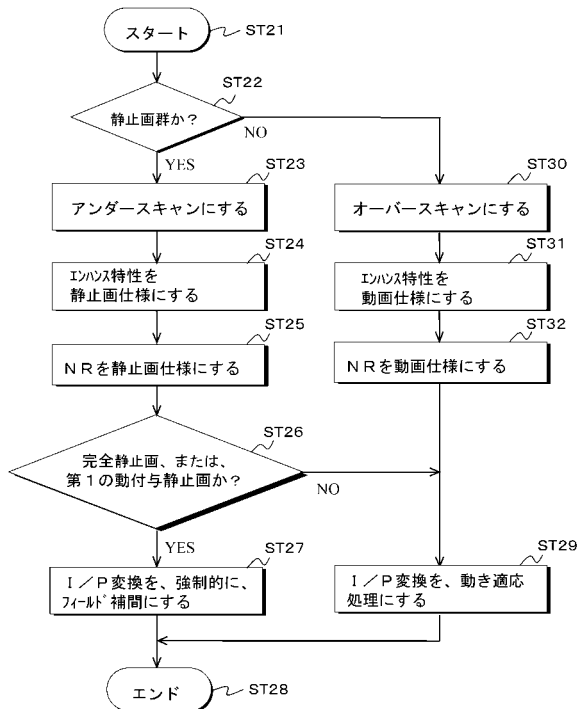 スタート
ST21
ST22
静止画群か？
NO
YES
ST23
アンダースキャンにする
ST30
オーバースキャンにする
ST24
ｴﾝﾊﾝｽ特性を
静止画仕様にする
ST31
ｴﾝﾊﾝｽ特性を
動画仕様にする
ST25
ＮＲを静止画仕様にする
ST32
ＮＲを動画仕様にする
ST26
完全静止画、または、
第１の動付与静止画か？
NO
YES
ST27
Ｉ／Ｐ変換を、強制的に、
ﾌｨｰﾙﾄﾞ補間にする
ST29
Ｉ／Ｐ変換を、動き適応
処理にする
エンド
ST28